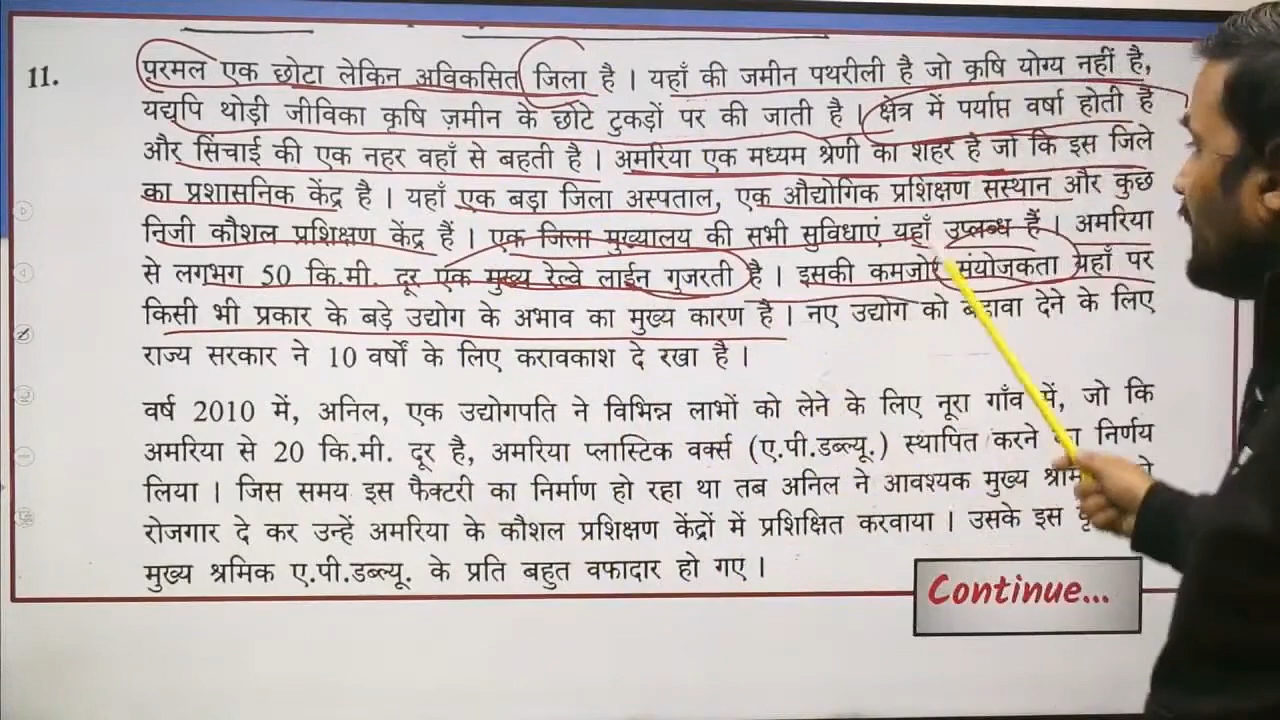 11.
परमल एक छोटा लेकिन अविकसित जिला है। यहाँ की जमीन पथरीली है जो कृषि योग्य नहीं है,
यद्यपि थोड़ी जीविका कृषि ज़मीन के छोटे टुकड़ों पर की जाती है। क्षेत्र में पर्याप्त वर्षा होती है
और सिंचाई की एक नहर वहाँ से बहती है। अमरिया एक मध्यम श्रेणी का शहर है जो कि इस जिले
का प्रशासनिक केंद्र है। यहाँ एक बड़ा जिला अस्पताल, एक औद्योगिक प्रशिक्षण संस्थान और कुछ
निजी कौशल प्रशिक्षण केंद्र हैं। एक जिला मुख्यालय की सभी सुविधाएं यहाँ उप्लब्ध हैं। अमरिया
से लगभग 50 कि.मी. दूर एक मुख्य रेल्वे लाईन गुजरती है। इसकी कमजोर संयोजकता यहाँ पर
किसी भी प्रकार के बड़े उद्योग के अभाव का मुख्य कारण है। नए उद्योग को बढ़ावा देने के लिए
राज्य सरकार ने 10 वर्षों के लिए करावकाश दे रखा है।
वर्ष 2010 में, अनिल, एक उद्योगपति ने विभिन्न लाभों को लेने के लिए नूरा गाँव में, जो कि
अमरिया से 20 कि.मी. दूर है, अमरिया प्लास्टिक वर्क्स (ए.पी.डब्ल्यू.) स्थापित करने का निर्णय
लिया। जिस समय इस फैक्टरी का निर्माण हो रहा था तब अनिल ने आवश्यक मुख्य
रोजगार दे कर उन्हें अमरिया के कौशल प्रशिक्षण केंद्रों में प्रशिक्षित करवाया। उसके इस
मुख्य श्रमिक ए.पी.डब्ल्यू. के प्रति बहुत वफादार हो गए।
Continue...